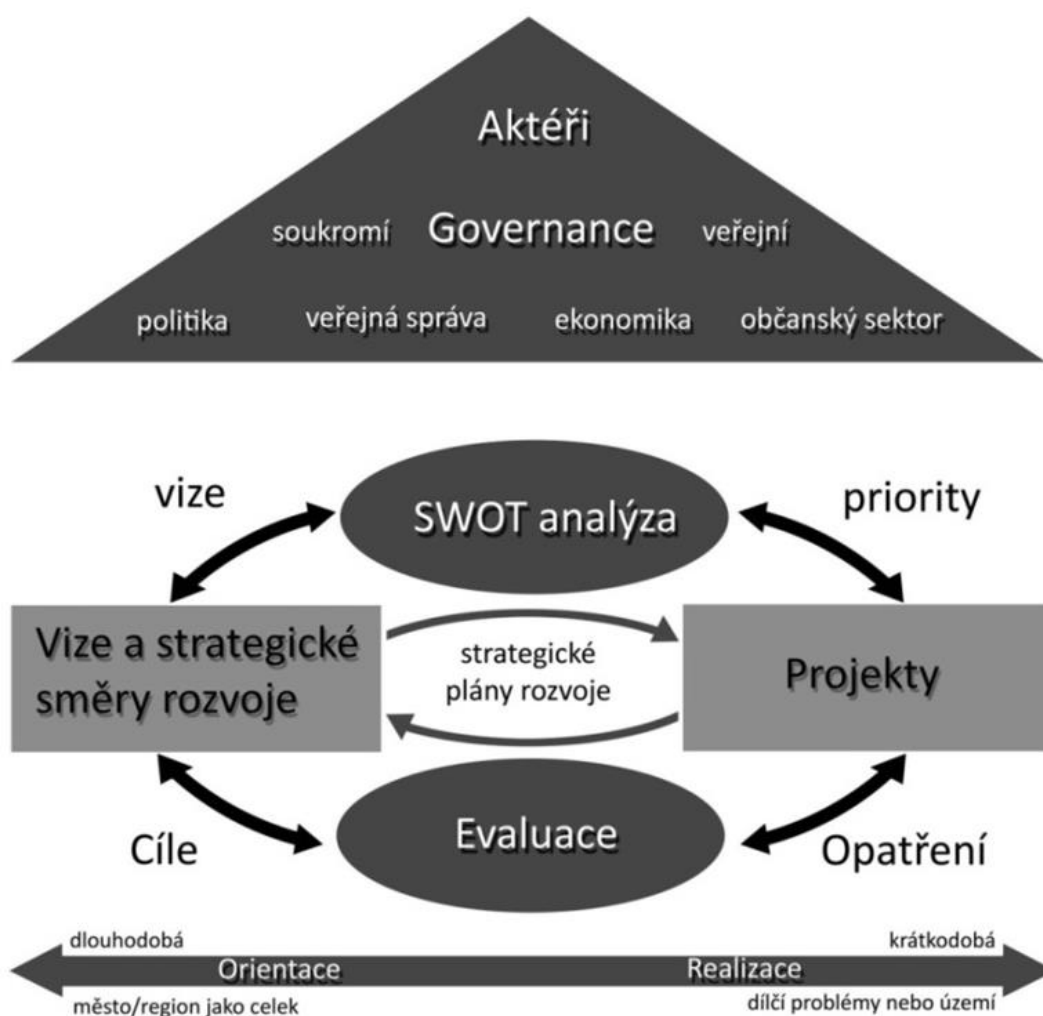 Aktéři
soukromí Governance veřejní
politika veřejná správa ekonomika občanský sektor
vize
SWOT analýza
priority
Vize a strategické
směry rozvoje
strategické
plány rozvoje
Projekty
Cíle
Evaluace
Opatření
dlouhodobá
krátkodobá
Orientace
Realizace
město/region jako celek
dílčí problémy nebo území